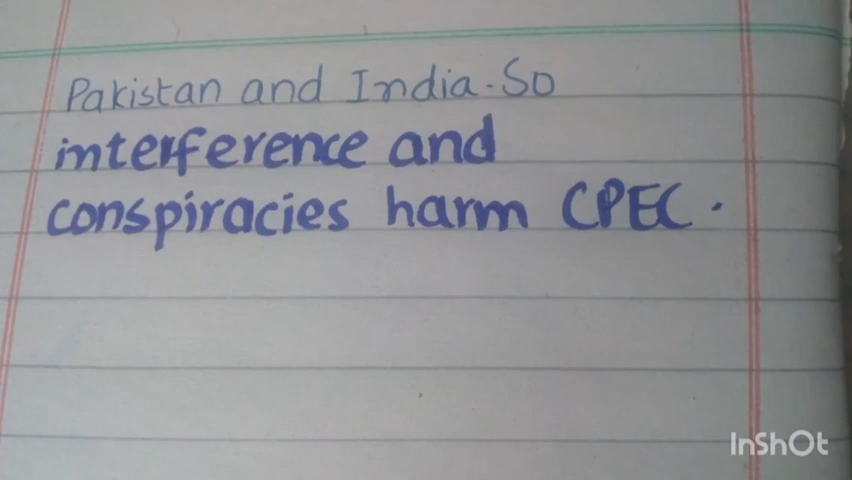 Pakistan and India. So
interference and
conspiracies harm CPEC.
InShOt